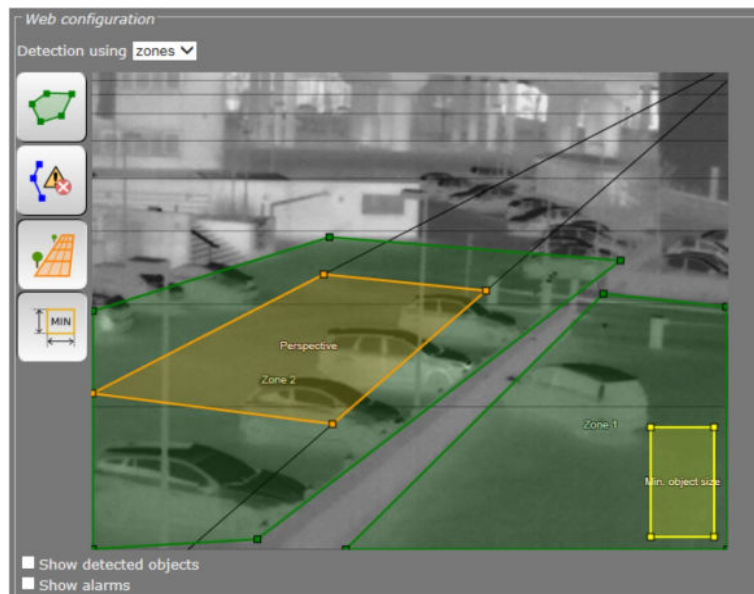 Web configuration
Detection using zones
MIN
Perspective
Zone 2
Zone 1
Min. object size
Show detected objects
Show alarms